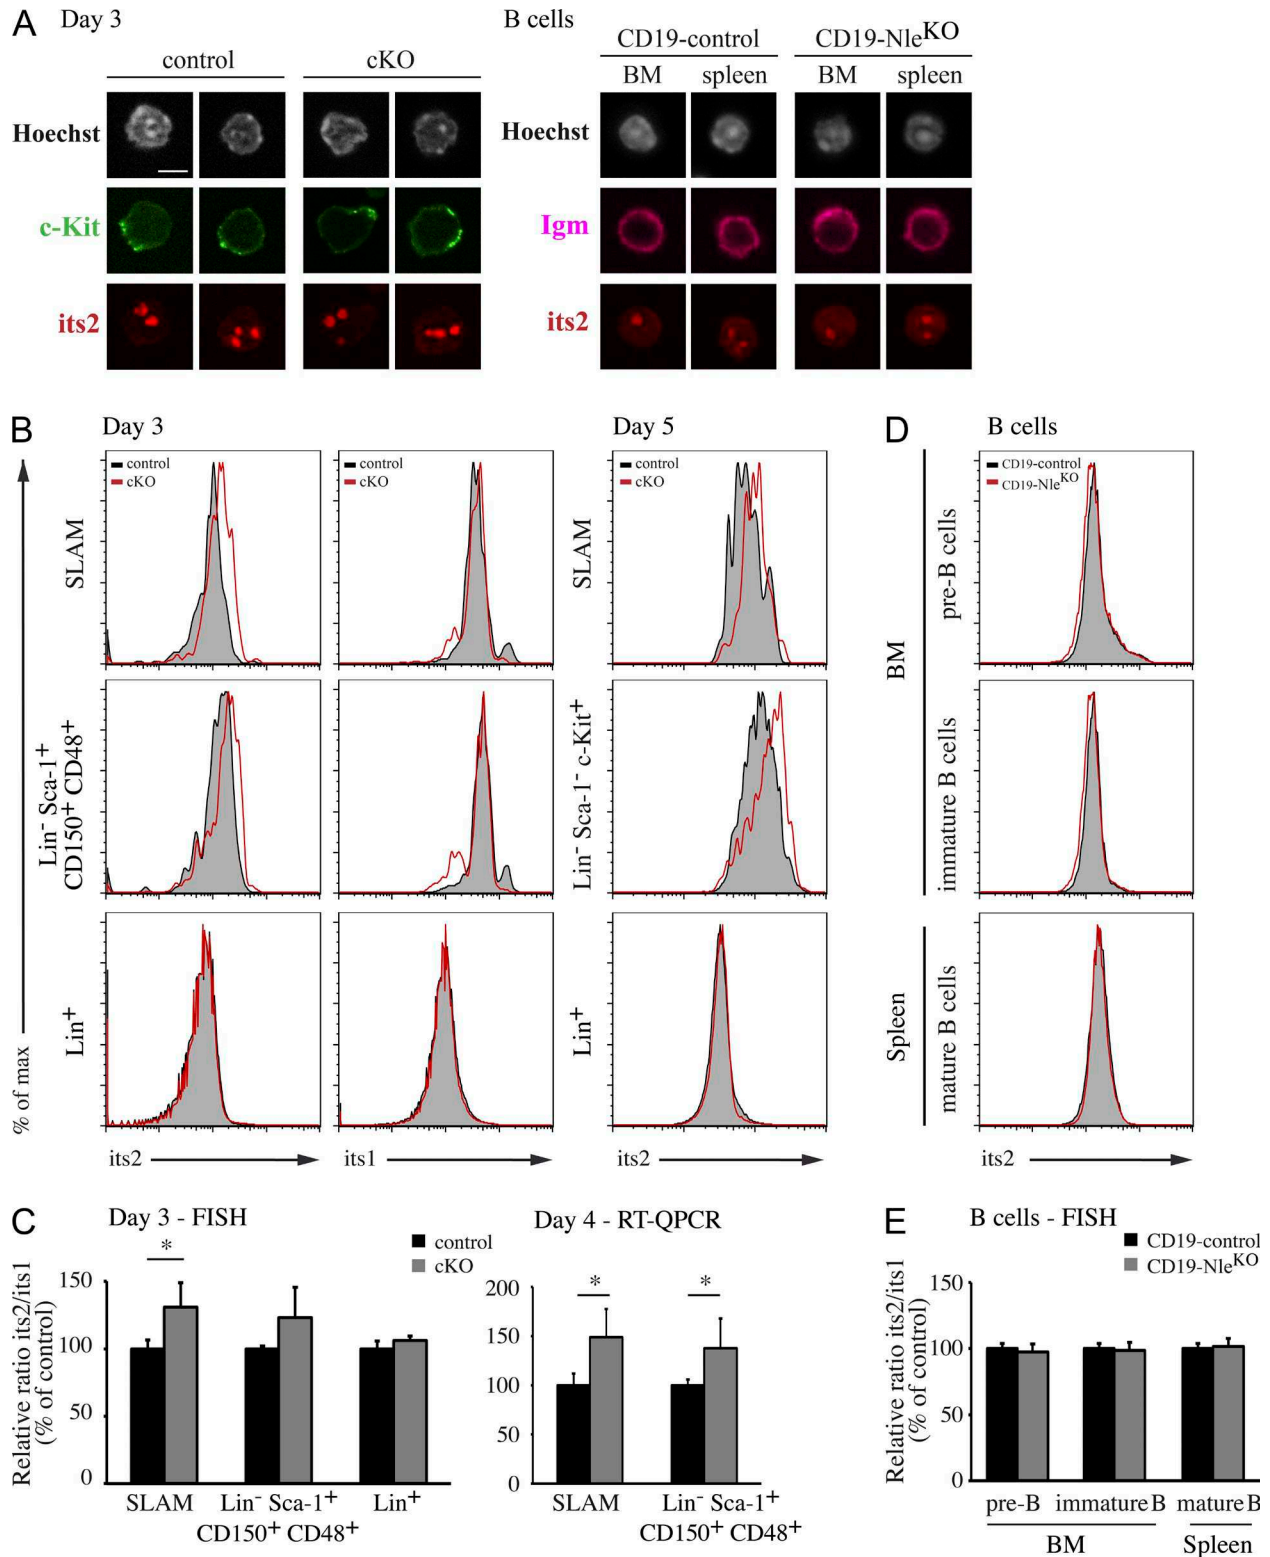 A Day 3
control cKO
Hoechst
c-Kit
its2
B cells
CD19-control CD19-Nle^KO
BM spleen BM spleen
Hoechst
Igm
its2
B Day 3
Day 5
% of max
control
cKO
control
cKO
control
cKO
SLAM
SLAM
Lin⁻ Sca-1⁺
CD150⁺ CD48⁺
Lin⁻ Sca-1⁻ c-Kit⁺
Lin⁺
Lin⁺
its2 its1 its2
D B cells
CD19-control
CD19-Nle^KO
BM
pre-B cells
immature B cells
Spleen
mature B cells
its2
C Day 3 - FISH
control
cKO
Relative ratio its2/its1
(% of control)
150
100
50
0
SLAM Lin⁻ Sca-1⁺ Lin⁺
CD150⁺ CD48⁺
*
Day 4 - RT-QPCR
200
150
100
50
0
* *
SLAM Lin⁻ Sca-1⁺
CD150⁺ CD48⁺
E B cells - FISH
CD19-control
CD19-Nle^KO
Relative ratio its2/its1
(% of control)
150
100
50
0
pre-B immature B mature B
BM Spleen